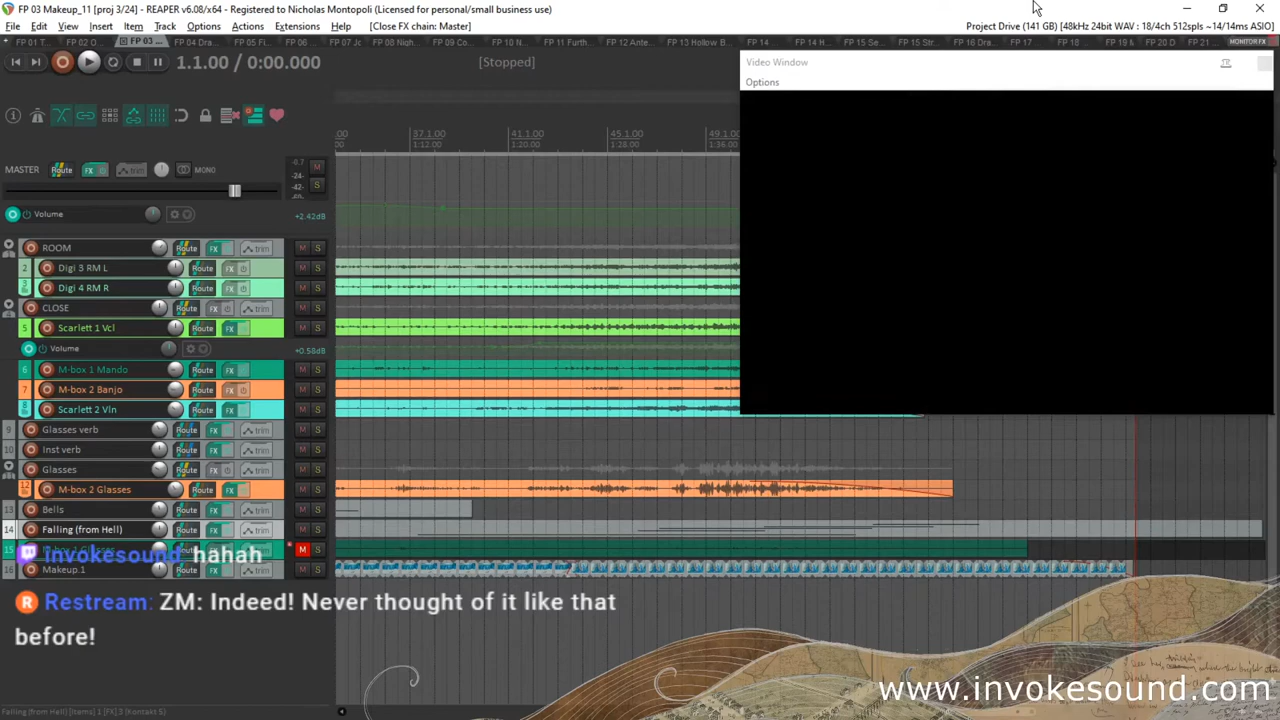 FP 03 Makeup_11 [proj 3/24] - REAPER v6.08/x64 - Registered to Nicholas Montopoli (Licensed for personal/small business use)
File Edit View Insert Item Track Options Actions Extensions Help [Close FX chain: Master]
Project Drive (141 GB) [48kHz 24bit WAV : 18/4ch 512spls ~14/14ms ASIO]
FP 01 T FP 02 O FP 03 ... FP 04 Dra FP 05 Fi FP 06 FP 07 Jo FP 08 Nigh FP 09 Co FP 10 N FP 11 Furth FP 12 Ante FP 13 Hollow B FP 14 FP 14 H FP 15 Se FP 15 Str FP 16 Dra FP 17 FP 18 FP 19 FP 20 D FP 21 MONITOR FX
1.1.00 / 0:00.000
[Stopped]
Video Window
Options
.00 37.1.00 41.1.00 45.1.00 49.1.00
:00 1:12.00 1:20.00 1:28.00 1:36.00
MASTER Route FX trim MONO
-0.7
-24-
-42-
M
S
Volume
+2.42dB
ROOM Route FX trim M S
2 Digi 3 RM L Route FX M S
3 Digi 4 RM R Route FX M S
CLOSE Route FX trim M S
5 Scarlett 1 Vcl Route FX M S
Volume +0.58dB
6 M-box 1 Mando Route FX M S
7 M-box 2 Banjo Route FX M S
8 Scarlett 2 Vln Route FX M S
9 Glasses verb Route FX trim M S
10 Inst verb Route FX trim M S
Glasses Route FX trim M S
12 M-box 2 Glasses Route FX M S
13 Bells Route FX trim M S
14 Falling (from Hell) Route FX trim M S
15 Route FX trim M S
Invokesound hahah
16 Makeup.1 Route FX trim M S
Restream: ZM: Indeed! Never thought of it like that
before!
www.invokesound.com
Falling (from Hell) [Items] 1 [FX] 3 (Kontakt 5)